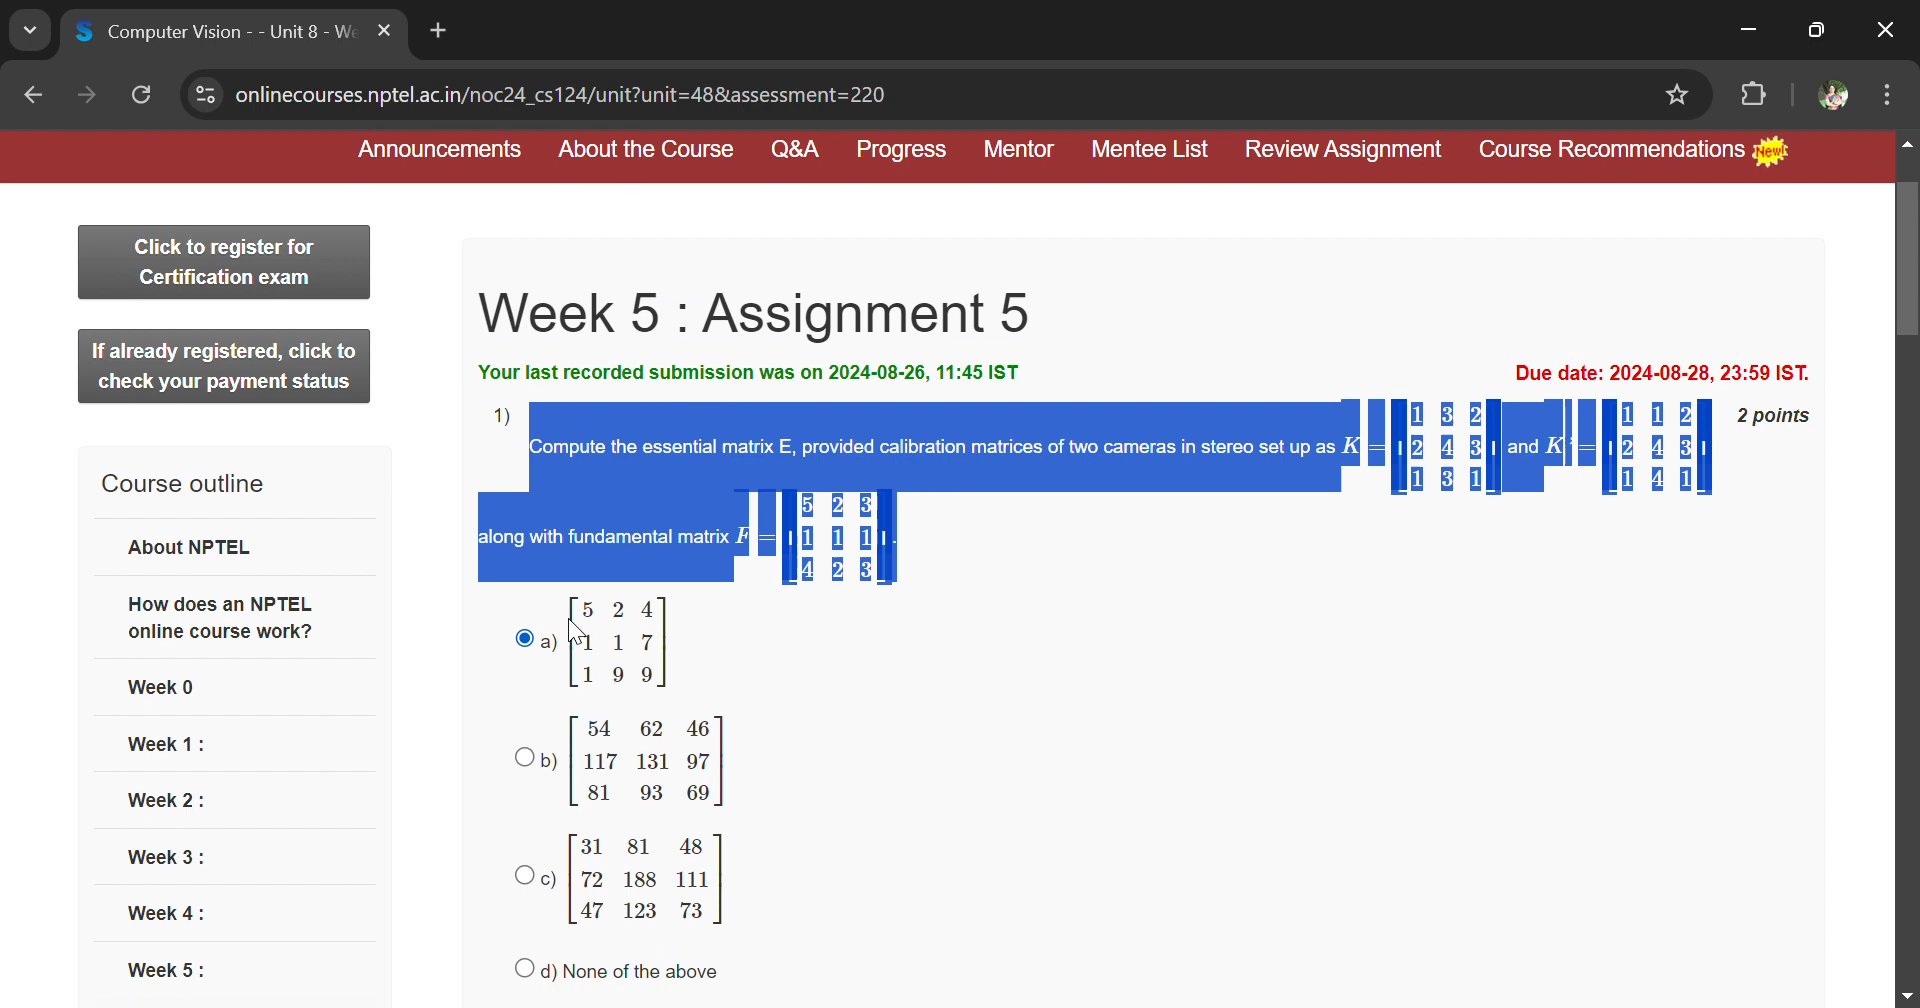 Computer Vision - - Unit 8 - We
onlinecourses.nptel.ac.in/noc24_cs124/unit?unit=48&assessment=220
Announcements About the Course Q&A Progress Mentor Mentee List Review Assignment Course Recommendations New!
Click to register for
Certification exam
If already registered, click to
check your payment status
Course outline
About NPTEL
How does an NPTEL
online course work?
Week 0
Week 1 :
Week 2 :
Week 3 :
Week 4 :
Week 5 :
Week 5 : Assignment 5
Your last recorded submission was on 2024-08-26, 11:45 IST Due date: 2024-08-28, 23:59 IST.
1) 1 3 2 1 1 2 2 points
Compute the essential matrix E, provided calibration matrices of two cameras in stereo set up as K = 2 4 3 and K' = 2 4 3
1 3 1 1 4 1
5 2 3
along with fundamental matrix F = 1 1 1 .
4 2 3
5 2 4
a) 1 1 7
1 9 9
54 62 46
b) 117 131 97
81 93 69
31 81 48
c) 72 188 111
47 123 73
d) None of the above